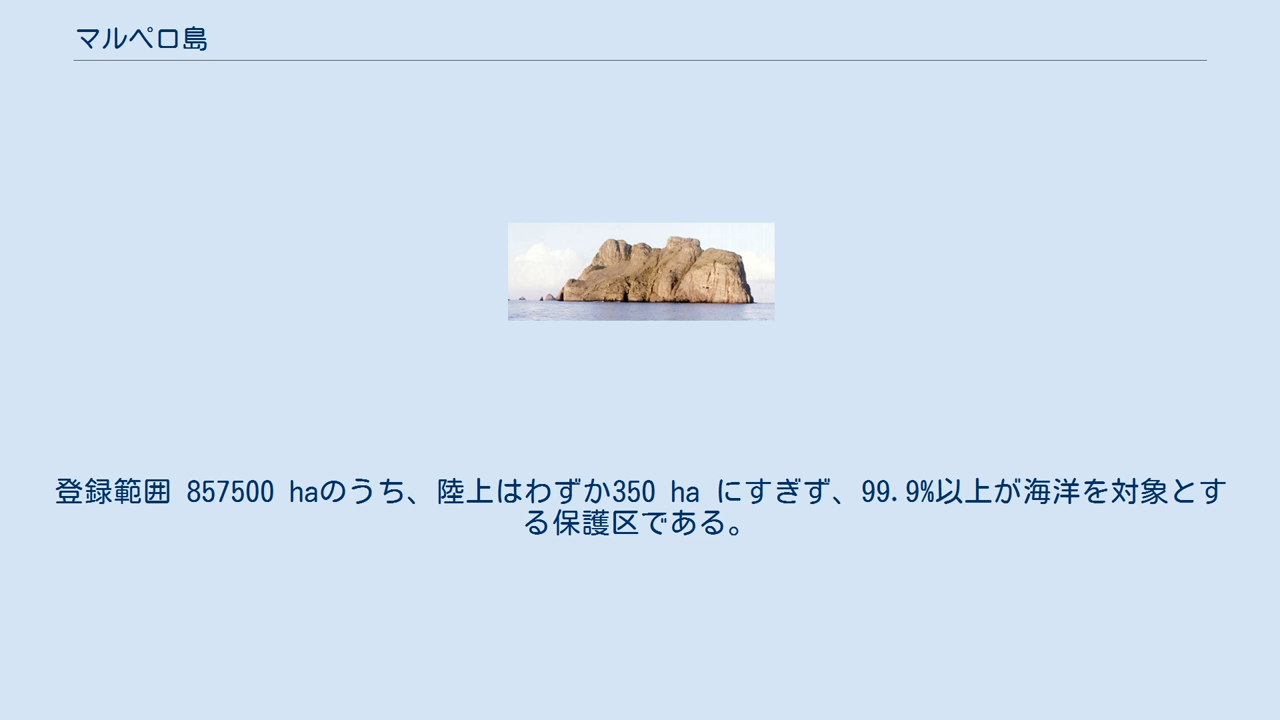 マルペロ島
登録範囲 857500 haのうち、陸上はわずか350 ha にすぎず、99.9%以上が海洋を対象とす
る保護区である。